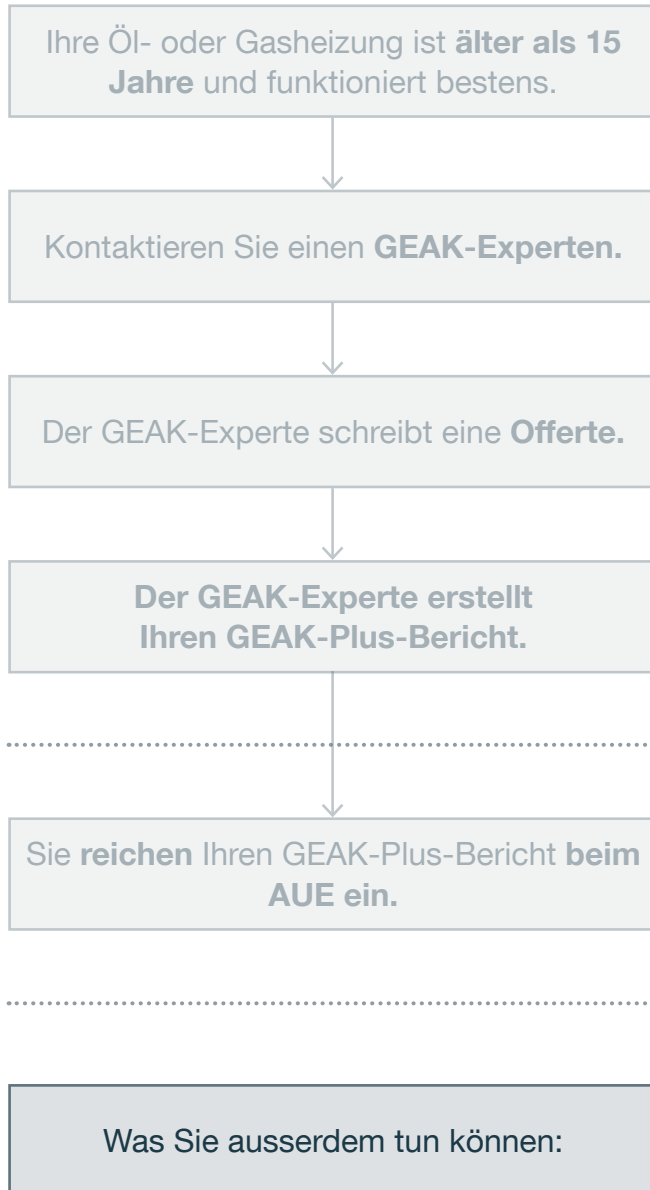 Ihre Öl- oder Gasheizung ist älter als 15
Jahre und funktioniert bestens.
Kontaktieren Sie einen GEAK-Experten.
Der GEAK-Experte schreibt eine Offerte.
Der GEAK-Experte erstellt
Ihren GEAK-Plus-Bericht.
Sie reichen Ihren GEAK-Plus-Bericht beim
AUE ein.
Was Sie ausserdem tun können: